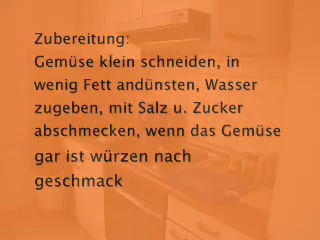 Zubereitung:
Gemüse klein schneiden, in
wenig Fett andünsten, Wasser
zugeben, mit Salz u. Zucker
abschmecken, wenn das Gemüse
gar ist würzen nach
geschmack